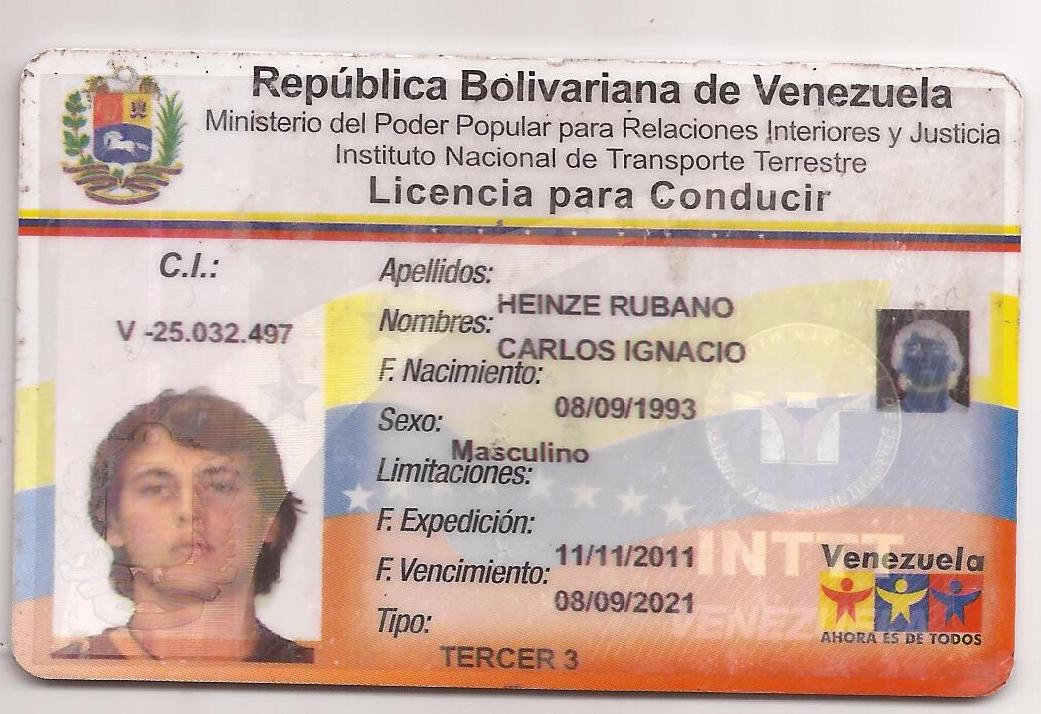 República Bolivariana de Venezuela
Ministerio del Poder Popular para Relaciones Interiores y Justicia
Instituto Nacional de Transporte Terrestre
Licencia para Conducir
C.I.:
V -25.032.497
Apellidos:
HEINZE RUBANO
Nombres:
CARLOS IGNACIO
F. Nacimiento:
08/09/1993
Sexo:
Masculino
Limitaciones:
F. Expedición:
11/11/2011
F. Vencimiento:
08/09/2021
Tipo:
TERCER 3
INTTT
VENEZUE
Venezuela
AHORA ES DE TODOS